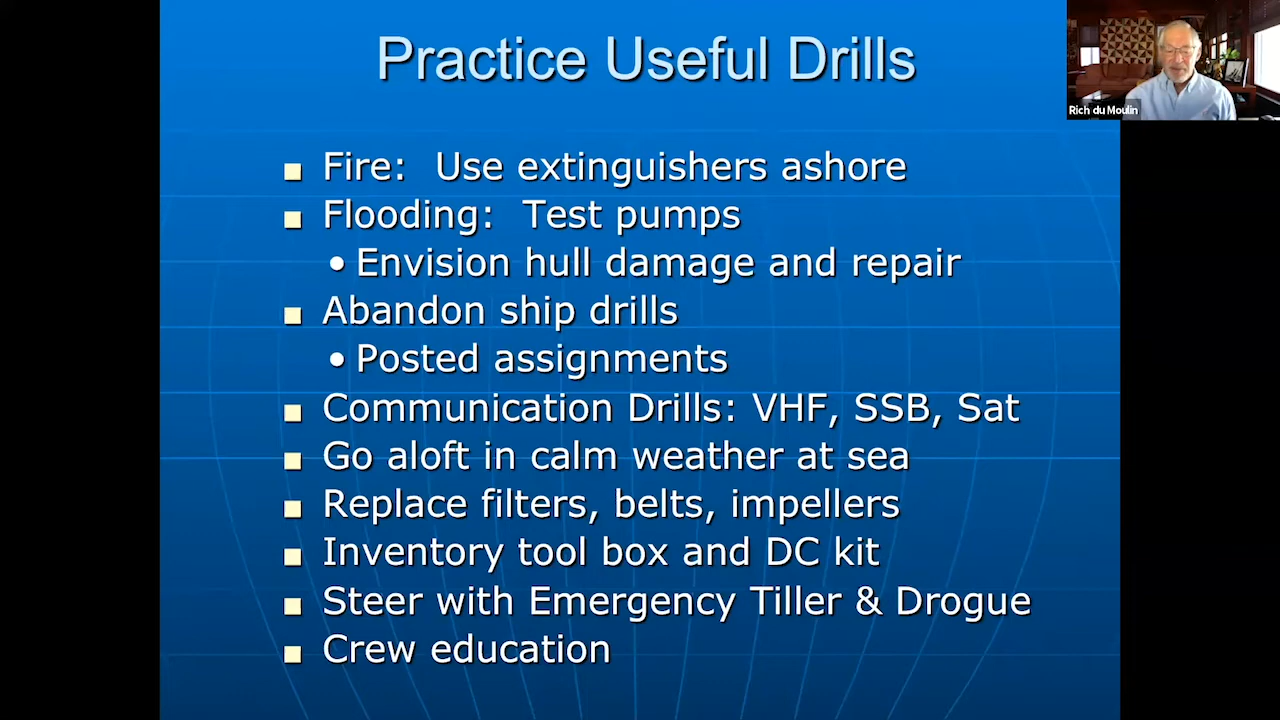 Practice Useful Drills
Rich du Moulin
Fire: Use extinguishers ashore
Flooding: Test pumps
• Envision hull damage and repair
Abandon ship drills
• Posted assignments
Communication Drills: VHF, SSB, Sat
Go aloft in calm weather at sea
Replace filters, belts, impellers
Inventory tool box and DC kit
Steer with Emergency Tiller & Drogue
Crew education